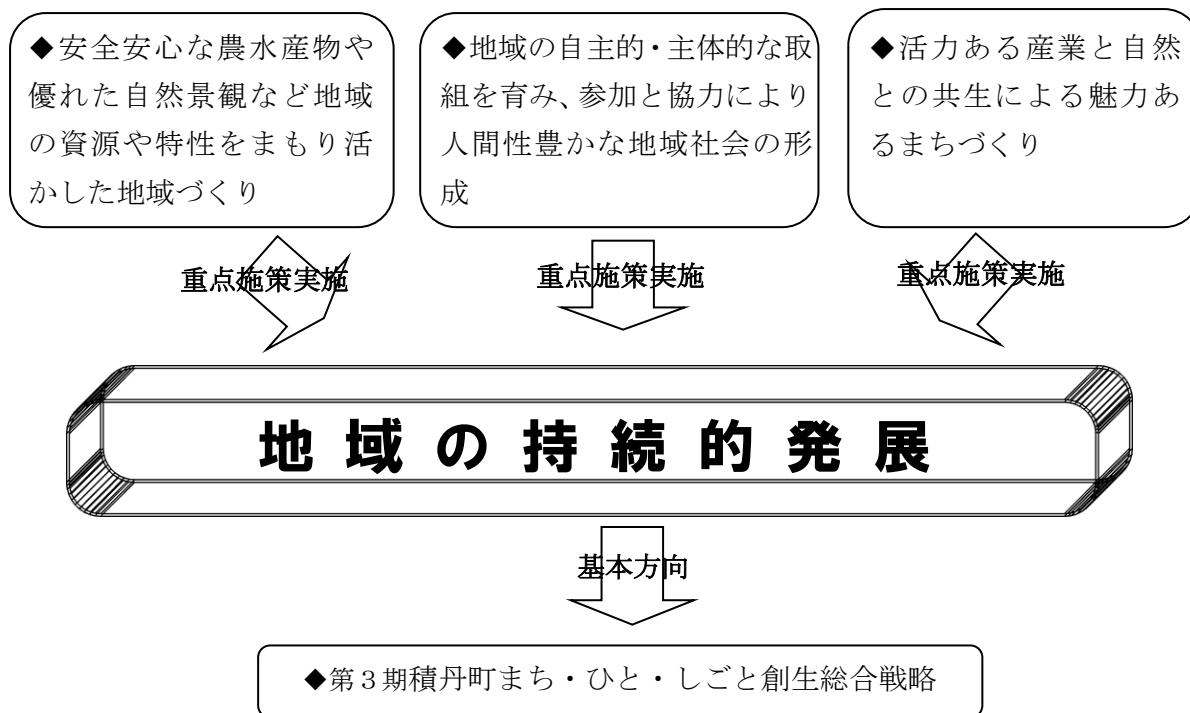 ◆安全安心な農水産物や
優れた自然景観など地域
の資源や特性をまもり活
かした地域づくり
◆地域の自主的・主体的な取
組を育み、参加と協力により
人間性豊かな地域社会の形
成
◆活力ある産業と自然
との共生による魅力あ
るまちづくり
重点施策実施
重点施策実施
重点施策実施
地域の持続的発展
基本方向
◆第３期積丹町まち・ひと・しごと創生総合戦略